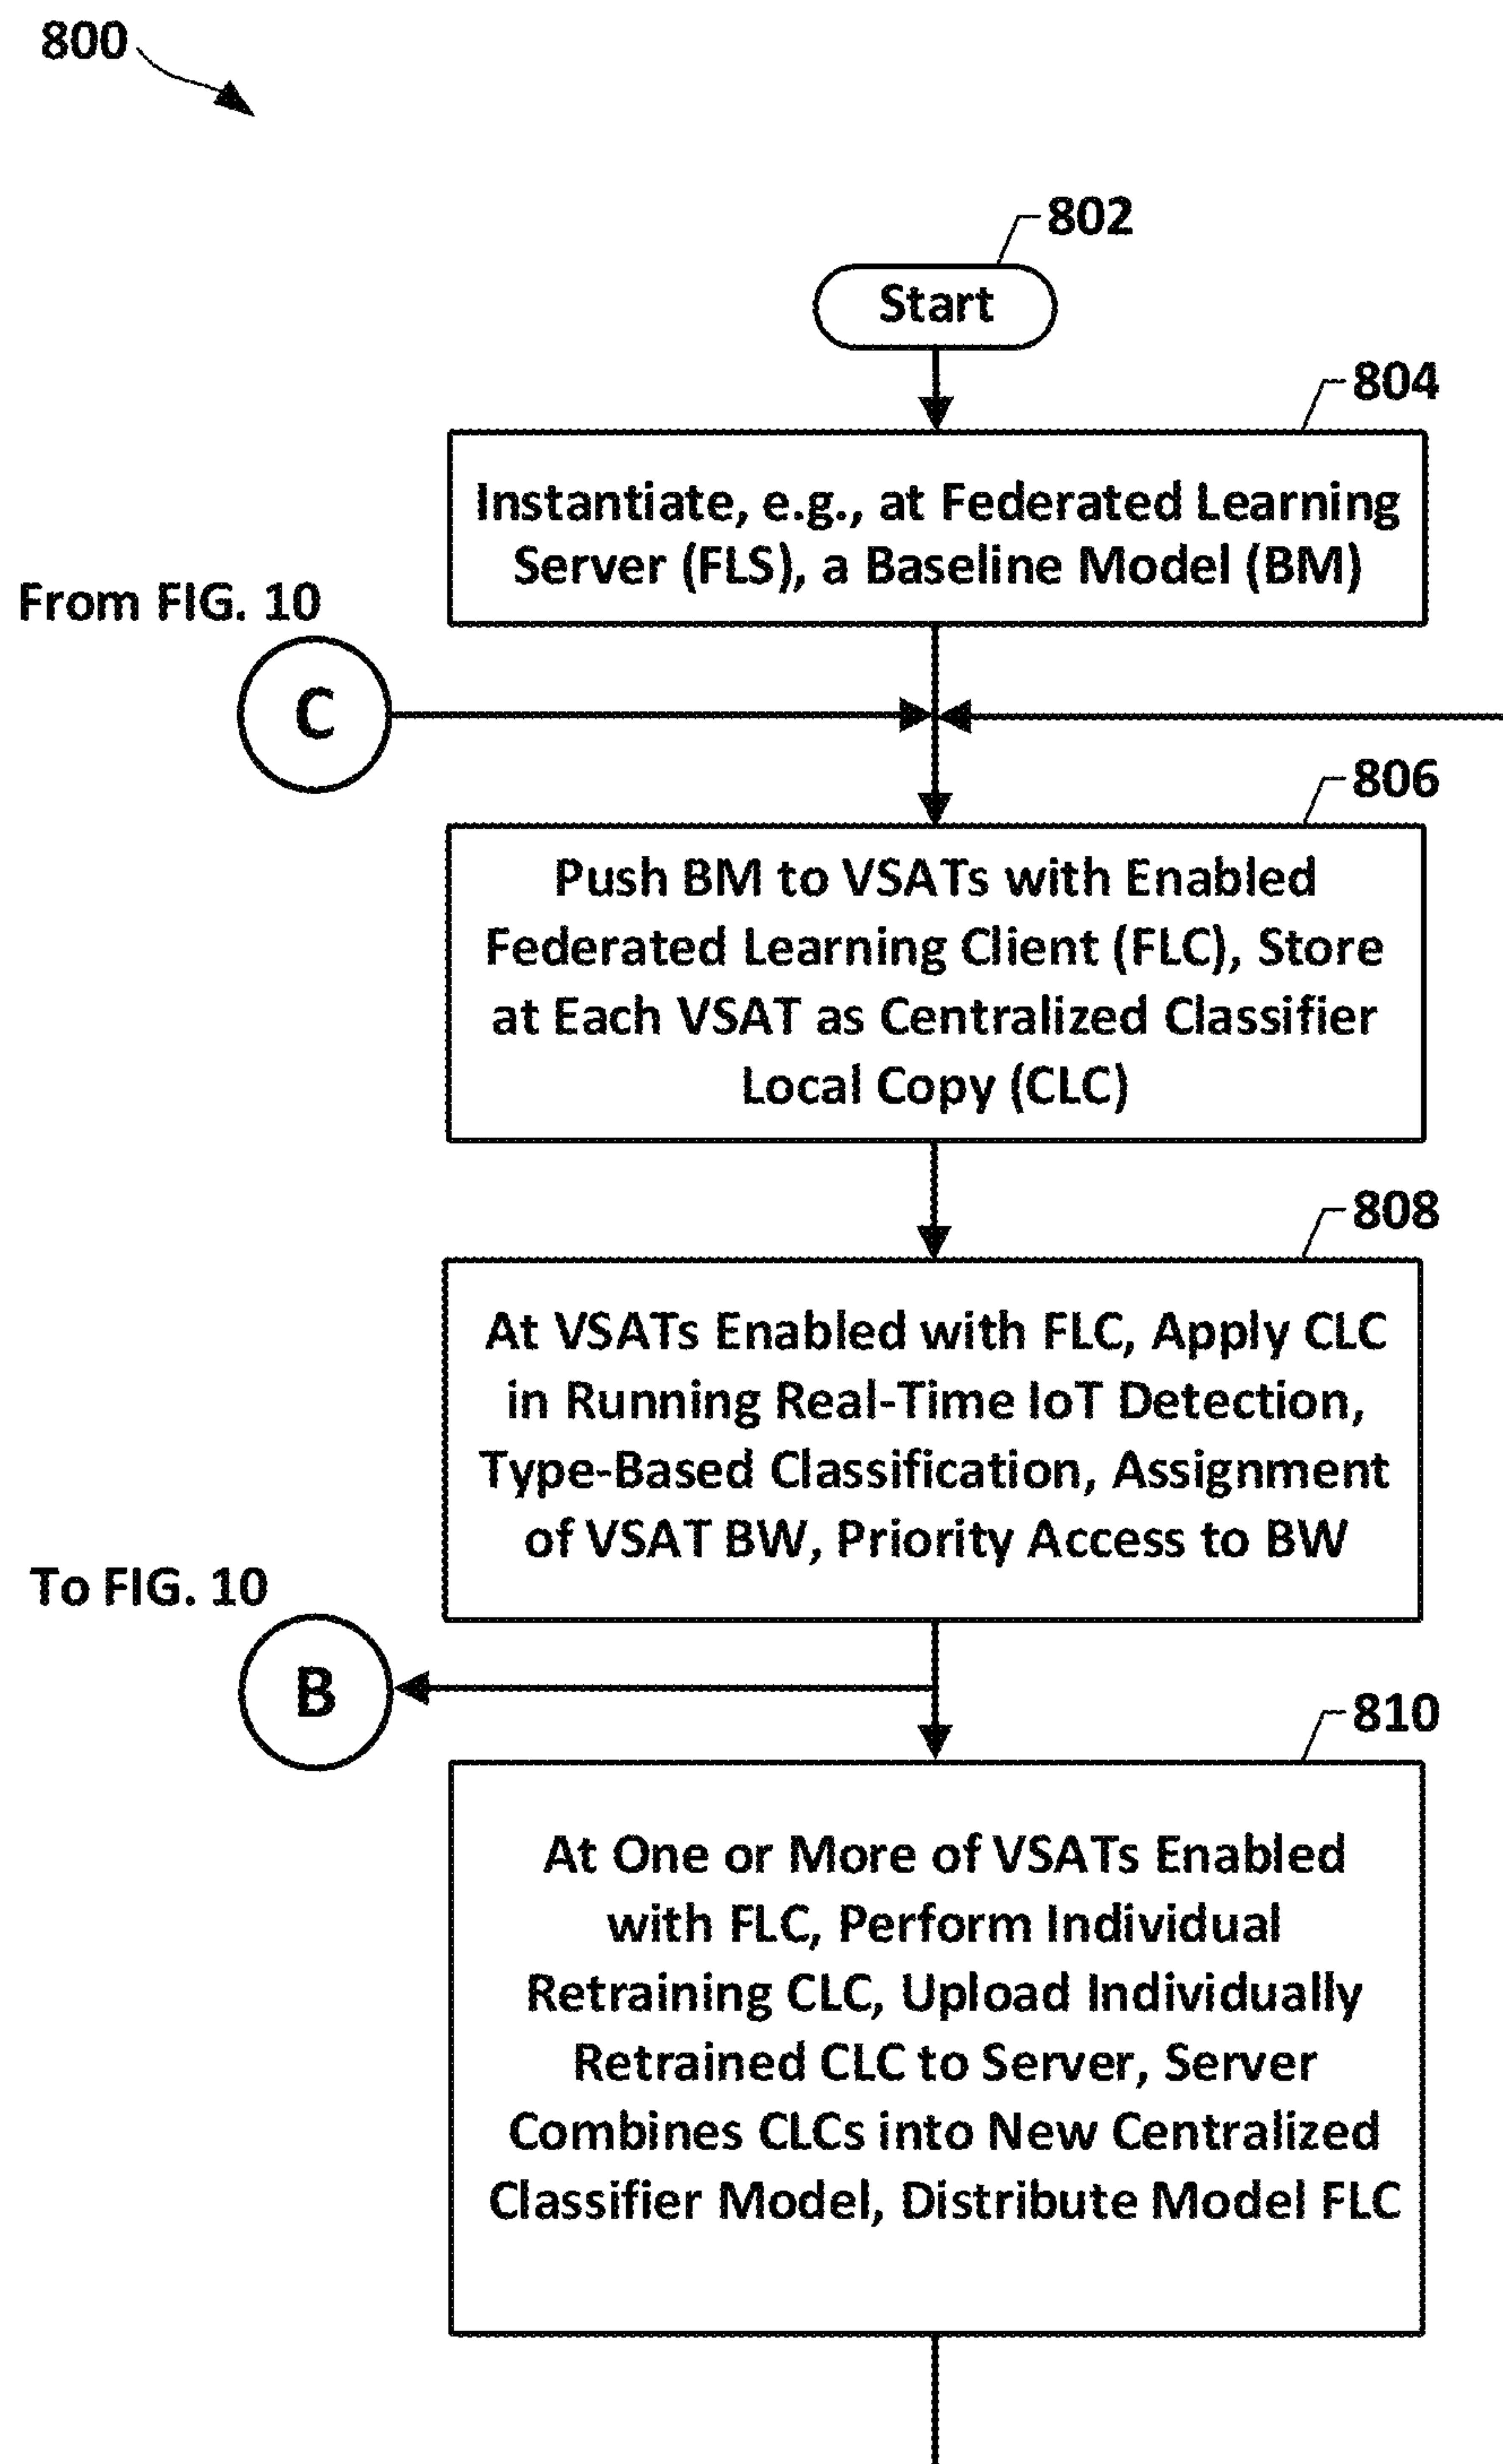 800
802
Start
804
Instantiate, e.g., at Federated Learning
Server (FLS), a Baseline Model (BM)
From FIG. 10
C
806
Push BM to VSATs with Enabled
Federated Learning Client (FLC), Store
at Each VSAT as Centralized Classifier
Local Copy (CLC)
808
At VSATs Enabled with FLC, Apply CLC
in Running Real-Time IoT Detection,
Type-Based Classification, Assignment
of VSAT BW, Priority Access to BW
To FIG. 10
B
810
At One or More of VSATs Enabled
with FLC, Perform Individual
Retraining CLC, Upload Individually
Retrained CLC to Server, Server
Combines CLCs into New Centralized
Classifier Model, Distribute Model FLC